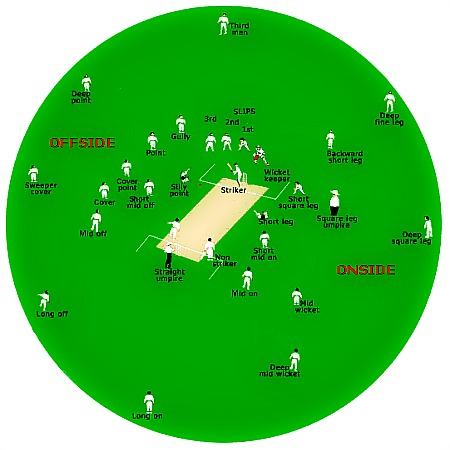 Third
man
Deep
point
Deep
fine leg
SLIPS
3rd
2nd
1st
Gully
OFFSIDE
Point
Backward
short leg
Wicket
keeper
Sweeper
cover
Cover
point
Silly
point
Striker
Cover
Short
mid off
Short
square leg
Square leg
umpire
Mid off
Short leg
Deep
square leg
Short
mid on
Non
striker
Straight
umpire
ONSIDE
Mid on
Mid
wicket
Long off
Deep
mid wicket
Long on